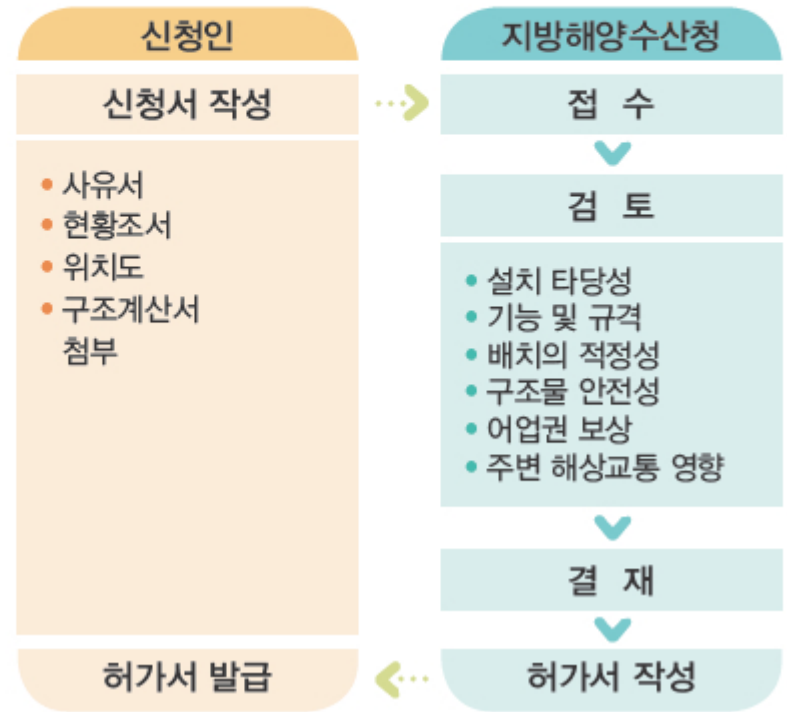 신청인
신청서 작성
• 사유서
• 현황조서
• 위치도
• 구조계산서
첨부
허가서 발급
지방해양수산청
접 수
검 토
• 설치 타당성
• 기능 및 규격
• 배치의 적정성
• 구조물 안전성
• 어업권 보상
• 주변 해상교통 영향
결 재
허가서 작성